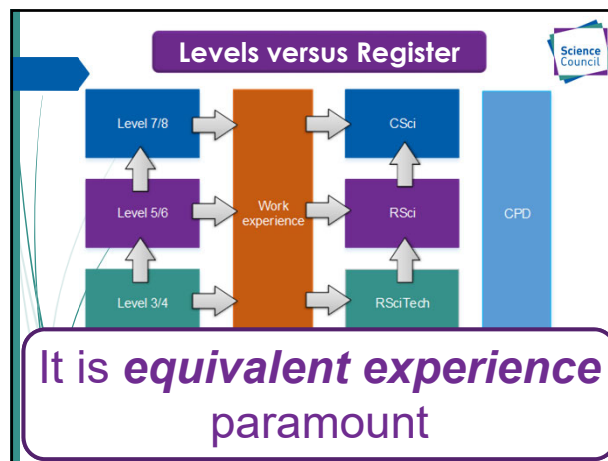 Levels versus Register
Science
Council
Level 7/8
CSci
Level 5/6
Work
experience
RSci
CPD
Level 3/4
RSciTech
It is equivalent experience
paramount